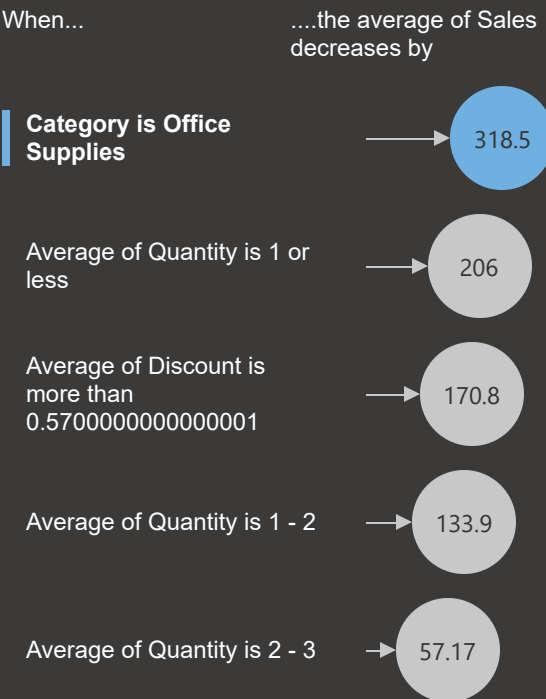 When...
....the average of Sales
decreases by
Category is Office
Supplies
318.5
Average of Quantity is 1 or
less
206
Average of Discount is
more than
0.5700000000000001
170.8
Average of Quantity is 1 - 2
133.9
Average of Quantity is 2 - 3
57.17